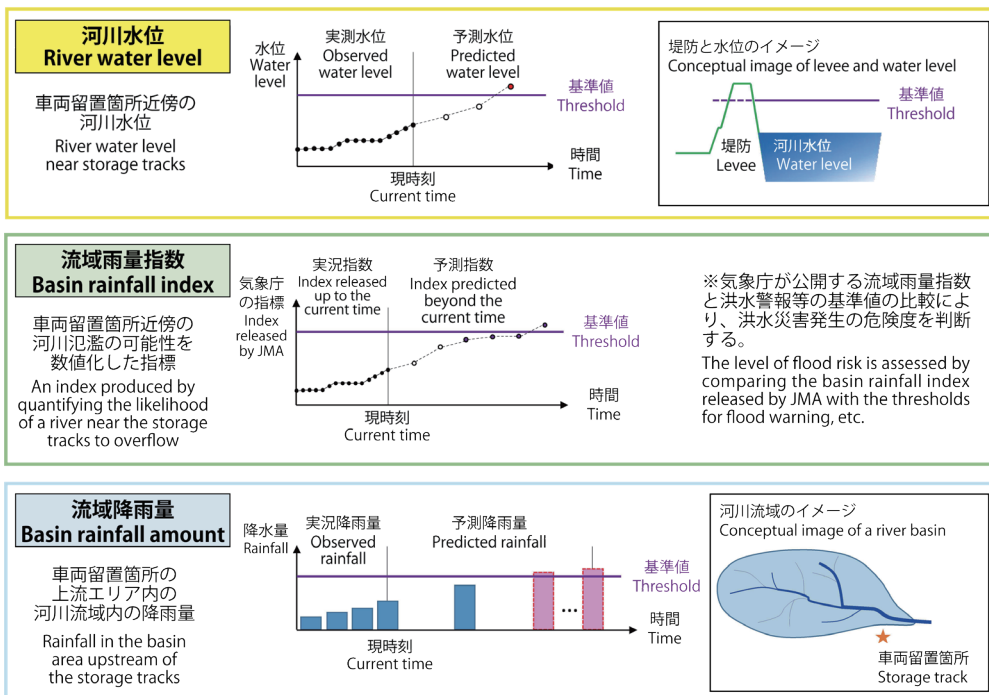 河川水位
River water level
車両留置箇所近傍の
河川水位
River water level
near storage tracks
水位
Water
level
実測水位
Observed
water level
予測水位
Predicted
water level
基準値
Threshold
時間
Time
現時刻
Current time
堤防と水位のイメージ
Conceptual image of levee and water level
基準値
Threshold
堤防
Levee
河川水位
Water level
流域雨量指数
Basin rainfall index
車両留置箇所近傍の
河川氾濫の可能性を
数値化した指標
An index produced by
quantifying the likelihood
of a river near the storage
tracks to overflow
気象庁
の指標
Index
released
by JMA
実況指数
Index released
up to the
current time
予測指数
Index predicted
beyond the
current time
基準値
Threshold
時間
Time
現時刻
Current time
※気象庁が公開する流域雨量指数
と洪水警報等の基準値の比較によ
り、洪水災害発生の危険度を判断
する。
The level of flood risk is assessed by
comparing the basin rainfall index
released by JMA with the thresholds
for flood warning, etc.
流域降雨量
Basin rainfall amount
車両留置箇所の
上流エリア内の
河川流域内の降雨量
Rainfall in the basin
area upstream of
the storage tracks
降水量
Rainfall
実況降雨量
Observed
rainfall
予測降雨量
Predicted rainfall
基準値
Threshold
...
時間
Time
現時刻
Current time
河川流域のイメージ
Conceptual image of a river basin
車両留置箇所
Storage track